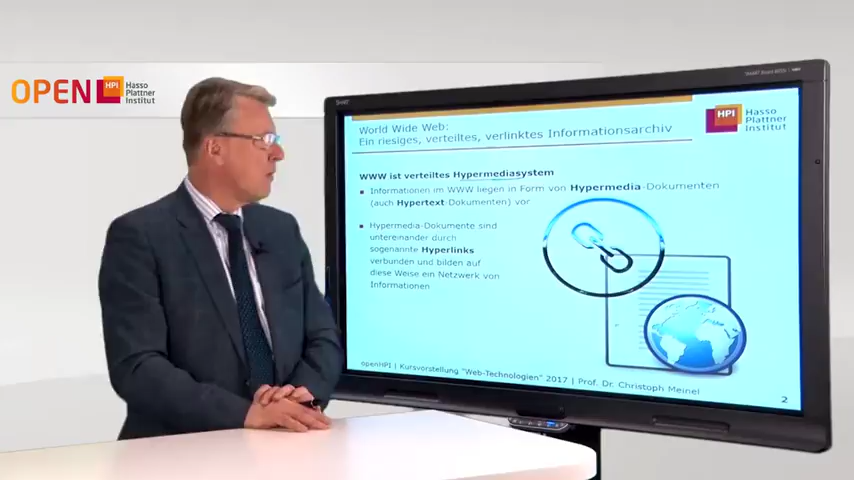 OPEN HPI Hasso
Plattner
Institut
SMART
World Wide Web:
Ein riesiges, verteiltes, verlinktes Informationsarchiv
HPI Hasso
Plattner
Institut
WWW ist verteiltes Hypermediasystem
▪ Informationen im WWW liegen in Form von Hypermedia-Dokumenten
(auch Hypertext-Dokumenten) vor
▪ Hypermedia-Dokumente sind
untereinander durch
sogenannte Hyperlinks
verbunden und bilden auf
diese Weise ein Netzwerk von
Informationen
openHPI | Kursvorstellung "Web-Technologien" 2017 | Prof. Dr. Christoph Meinel
2